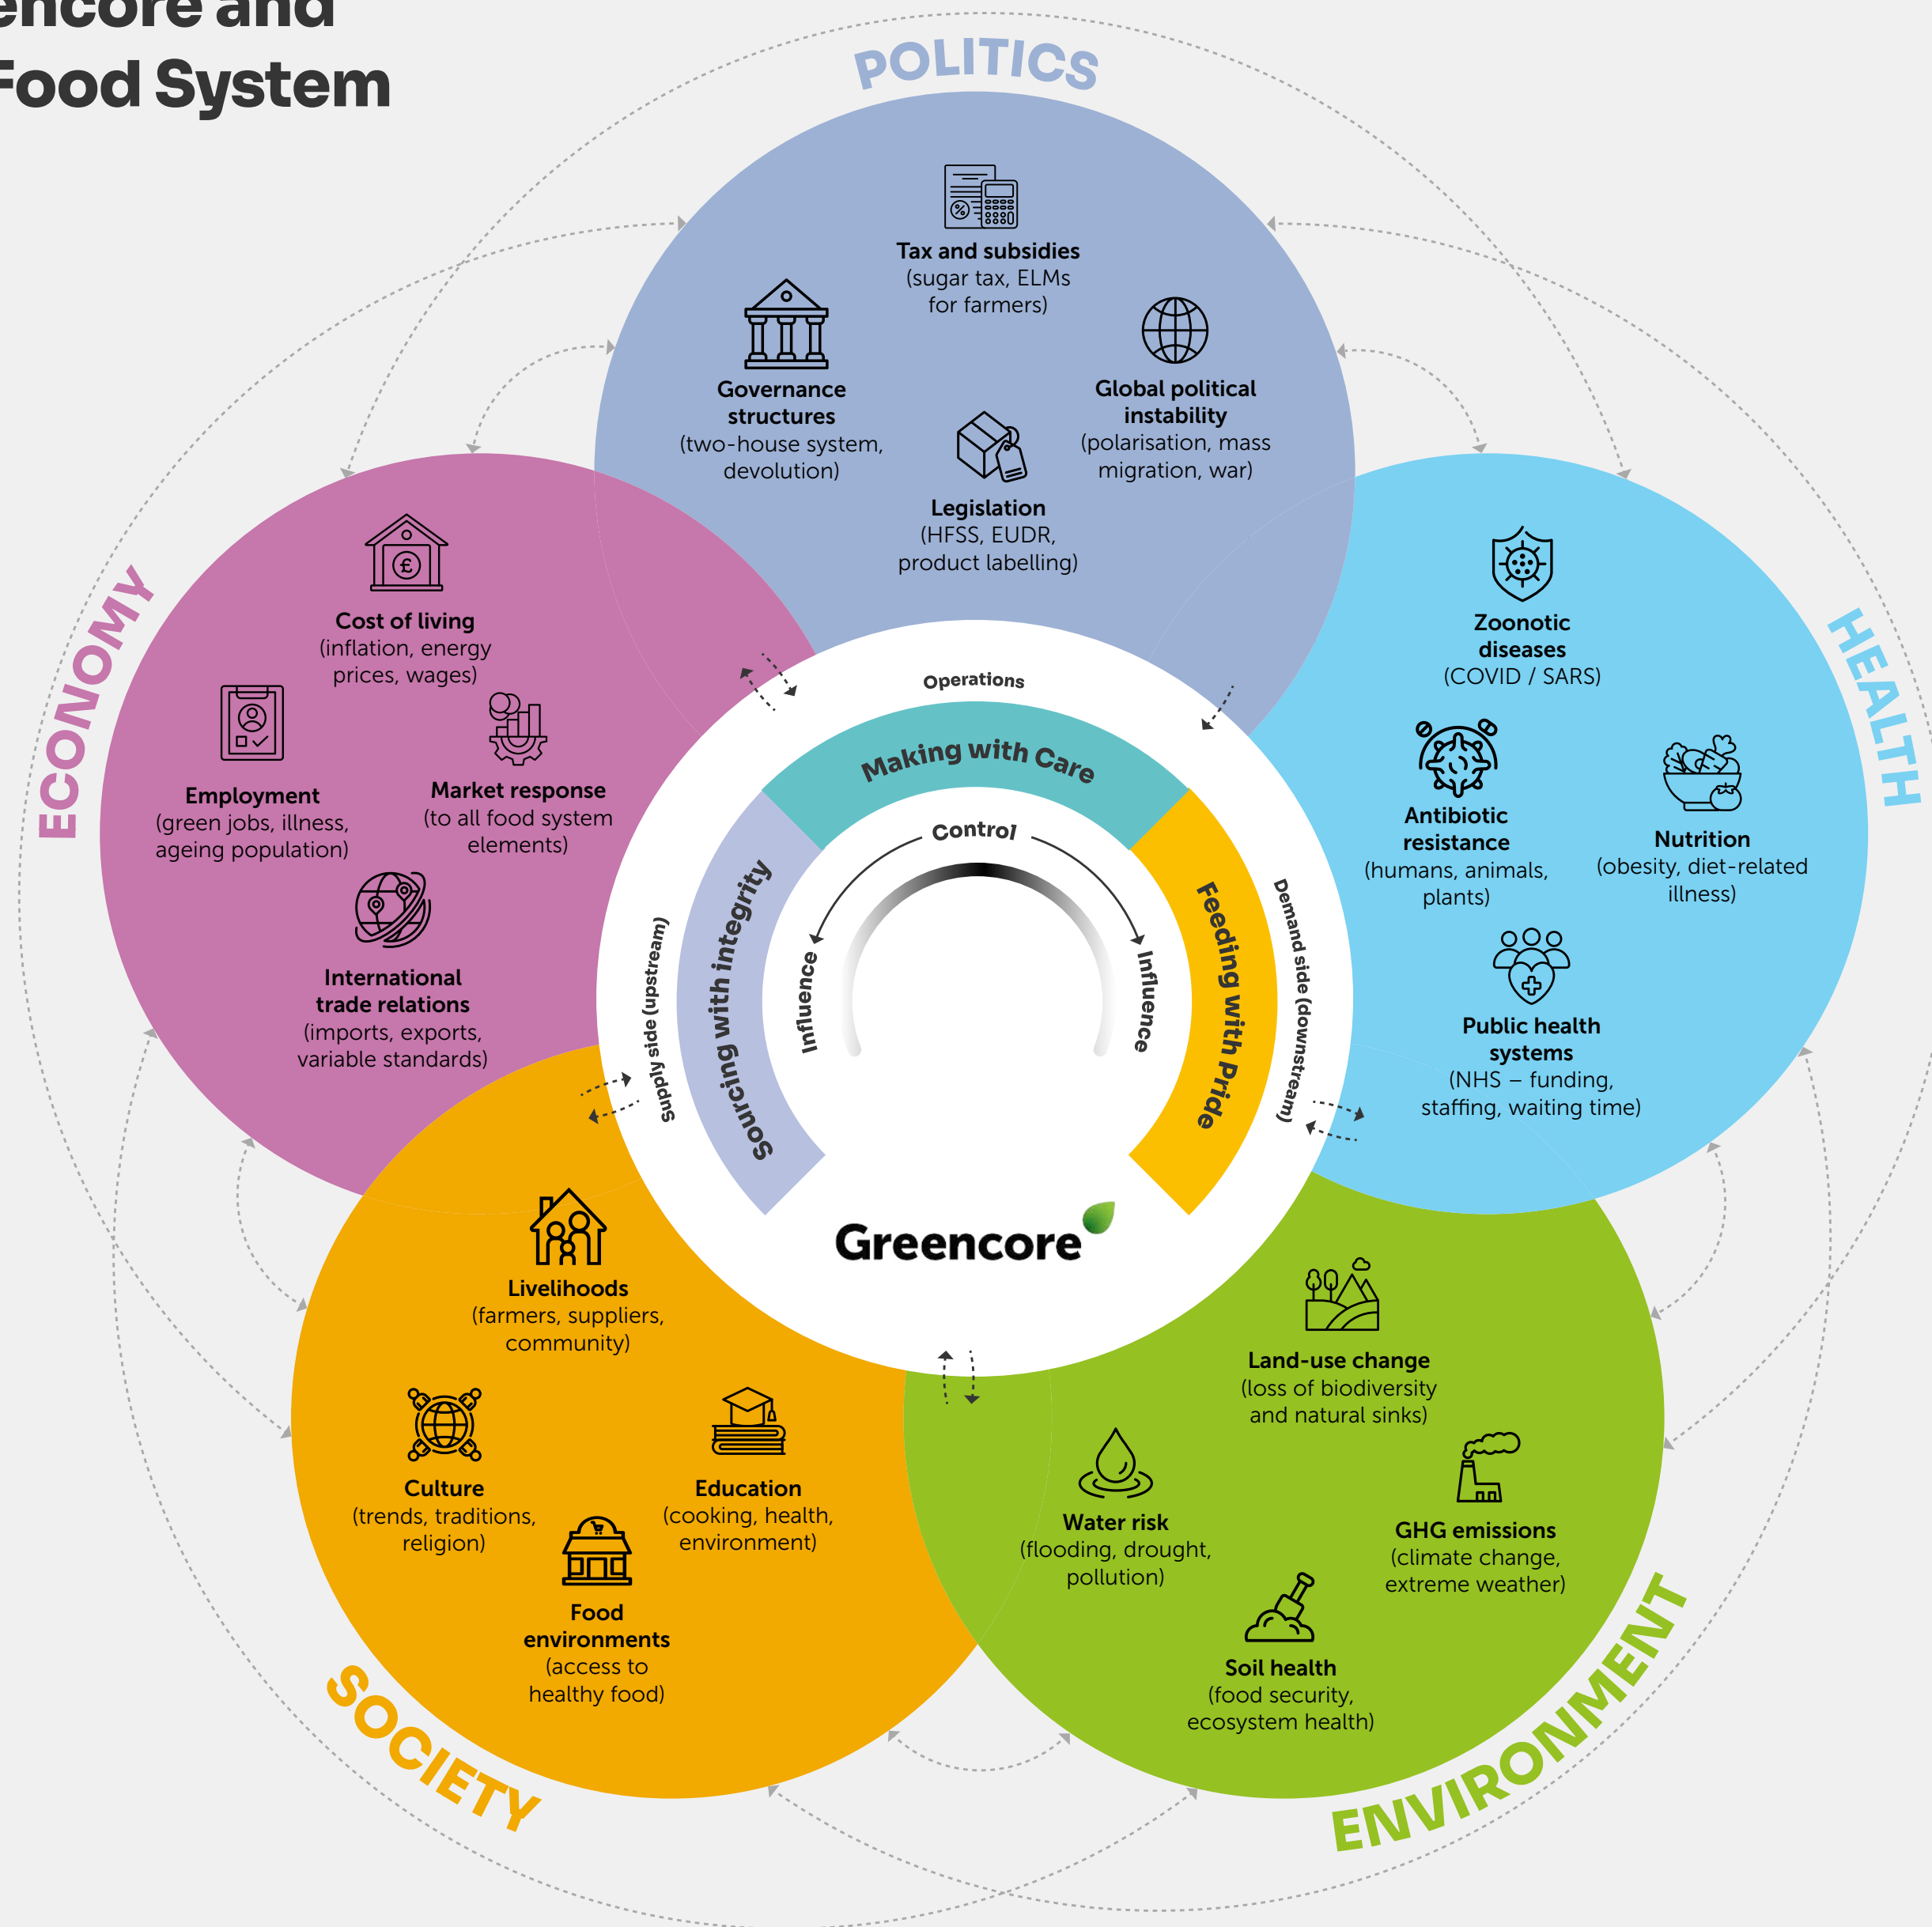 encore and
Food System
POLITICS
Tax and subsidies
(sugar tax, ELMs
for farmers)
Governance
structures
(two-house system,
devolution)
Global political
instability
(polarisation, mass
migration, war)
Legislation
(HFSS, EUDR,
product labelling)
ECONOMY
Cost of living
(inflation, energy
prices, wages)
Employment
(green jobs, illness,
ageing population)
Market response
(to all food system
elements)
International
trade relations
(imports, exports,
variable standards)
HEALTH
Zoonotic
diseases
(COVID / SARS)
Antibiotic
resistance
(humans, animals,
plants)
Nutrition
(obesity, diet-related
illness)
Public health
systems
(NHS – funding,
staffing, waiting time)
Operations
Making with Care
Control
Influence
Influence
Supply side (upstream)
Sourcing with integrity
Feeding with Pride
Demand side (downstream)
Greencore
SOCIETY
Livelihoods
(farmers, suppliers,
community)
Culture
(trends, traditions,
religion)
Education
(cooking, health,
environment)
Food
environments
(access to
healthy food)
ENVIRONMENT
Land-use change
(loss of biodiversity
and natural sinks)
Water risk
(flooding, drought,
pollution)
GHG emissions
(climate change,
extreme weather)
Soil health
(food security,
ecosystem health)
£
%